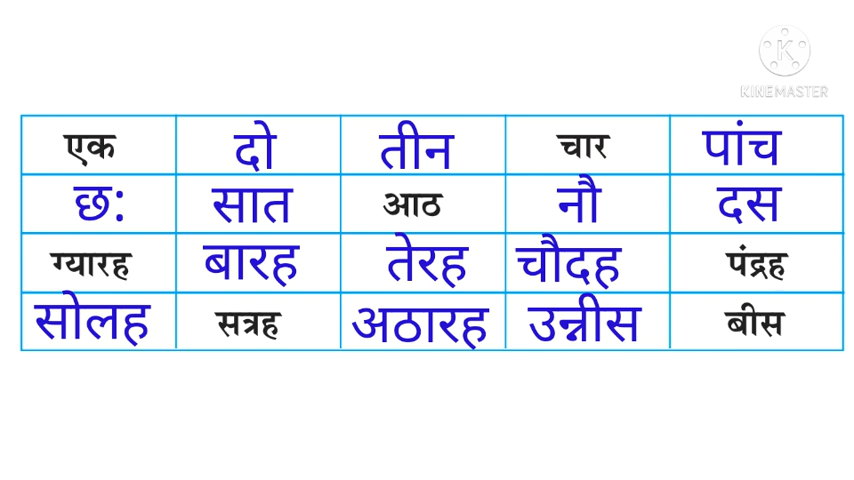 KINEMASTER
एक दो तीन चार पांच
छ: सात आठ नौ दस
ग्यारह बारह तेरह चौदह पंद्रह
सोलह सत्रह अठारह उन्नीस बीस